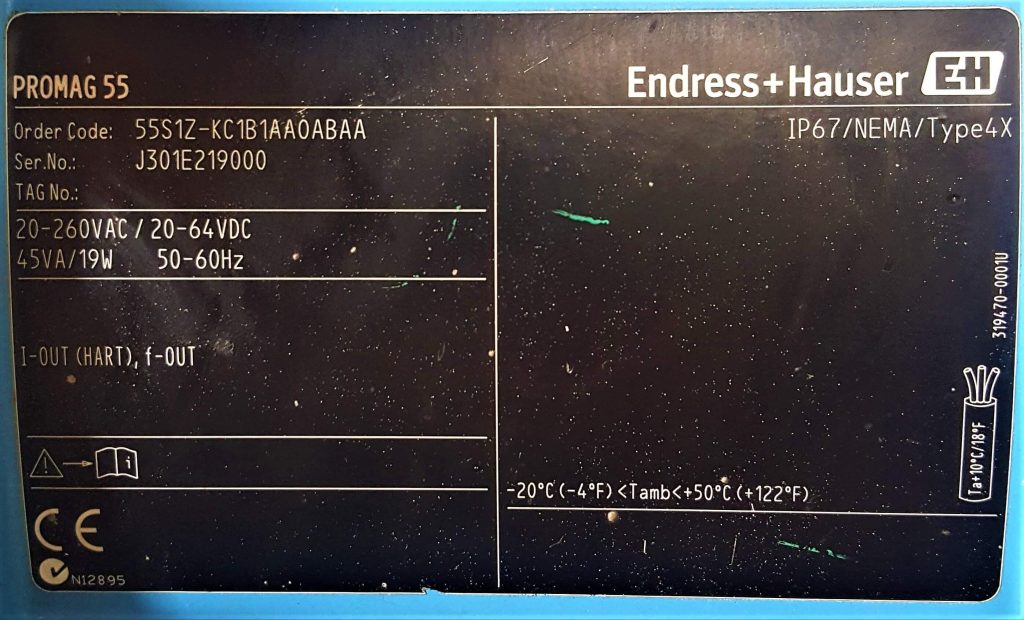 PROMAG 55
Endress+Hauser EH
Order Code: 55S1Z-KC1B1AA0ABAA
Ser.No.: J301E219000
TAG No.:
IP67/NEMA/Type4X
20-260VAC / 20-64VDC
45VA/19W 50-60Hz
I-OUT (HART), f-OUT
319470-0001U
Ta+10°C/18°F
i
-20°C (-4°F) <Tamb<+50°C (+122°F)
CE
N12895